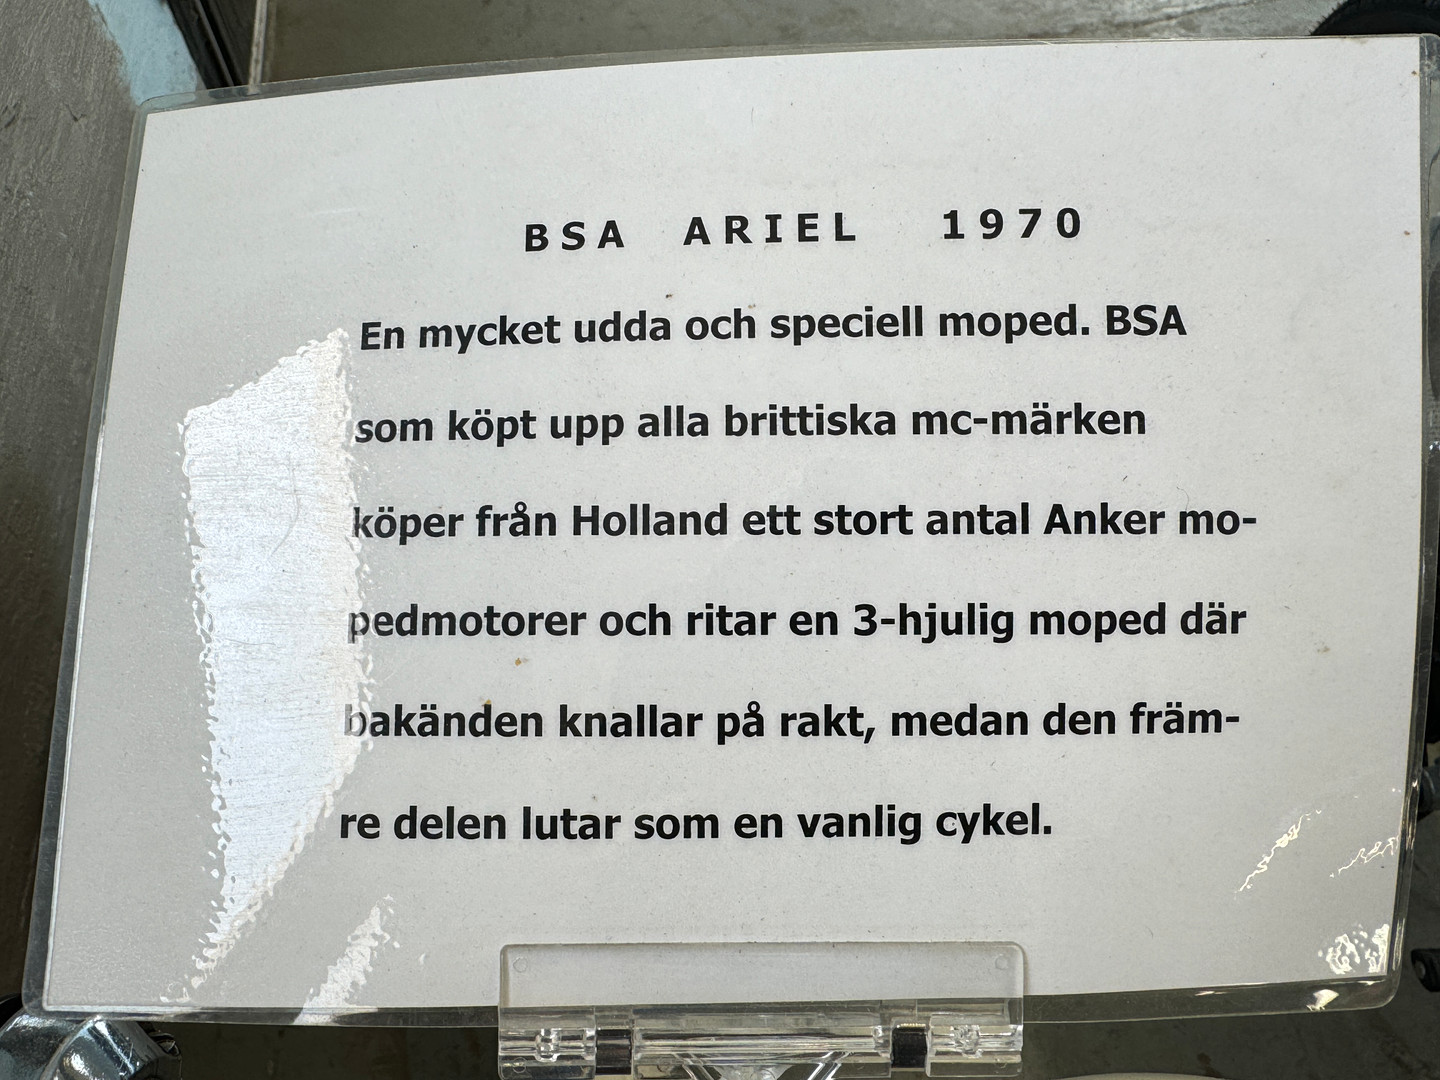 BSA ARIEL 1970
En mycket udda och speciell moped. BSA
som köpt upp alla brittiska mc-märken
köper från Holland ett stort antal Anker mo-
pedmotorer och ritar en 3-hjulig moped där
bakänden knallar på rakt, medan den främ-
re delen lutar som en vanlig cykel.